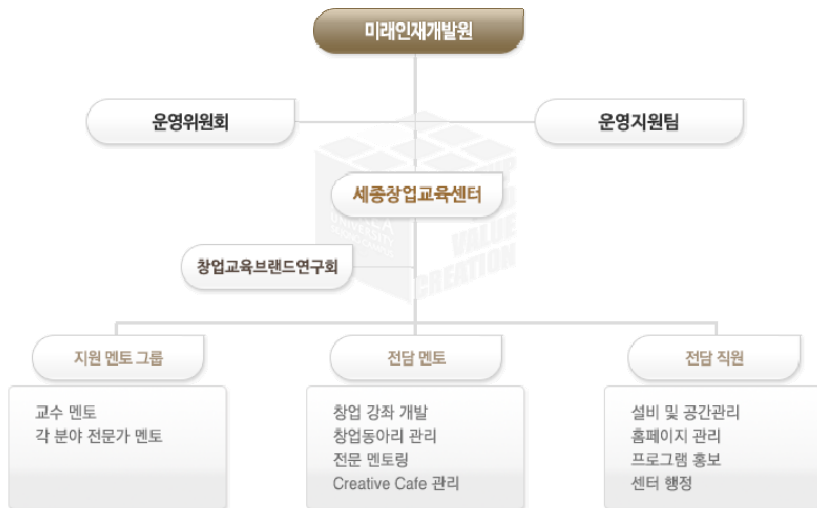 미래인재개발원
운영위원회
운영지원팀
세종창업교육센터
UNIVERSITY
VALUE
CREATION
창업교육브랜드연구회
지원 멘토 그룹
전담 멘토
전담 직원
교수 멘토
각 분야 전문가 멘토
창업 강좌 개발
창업동아리 관리
전문 멘토링
Creative Cafe 관리
설비 및 공간관리
홈페이지 관리
프로그램 홍보
센터 행정